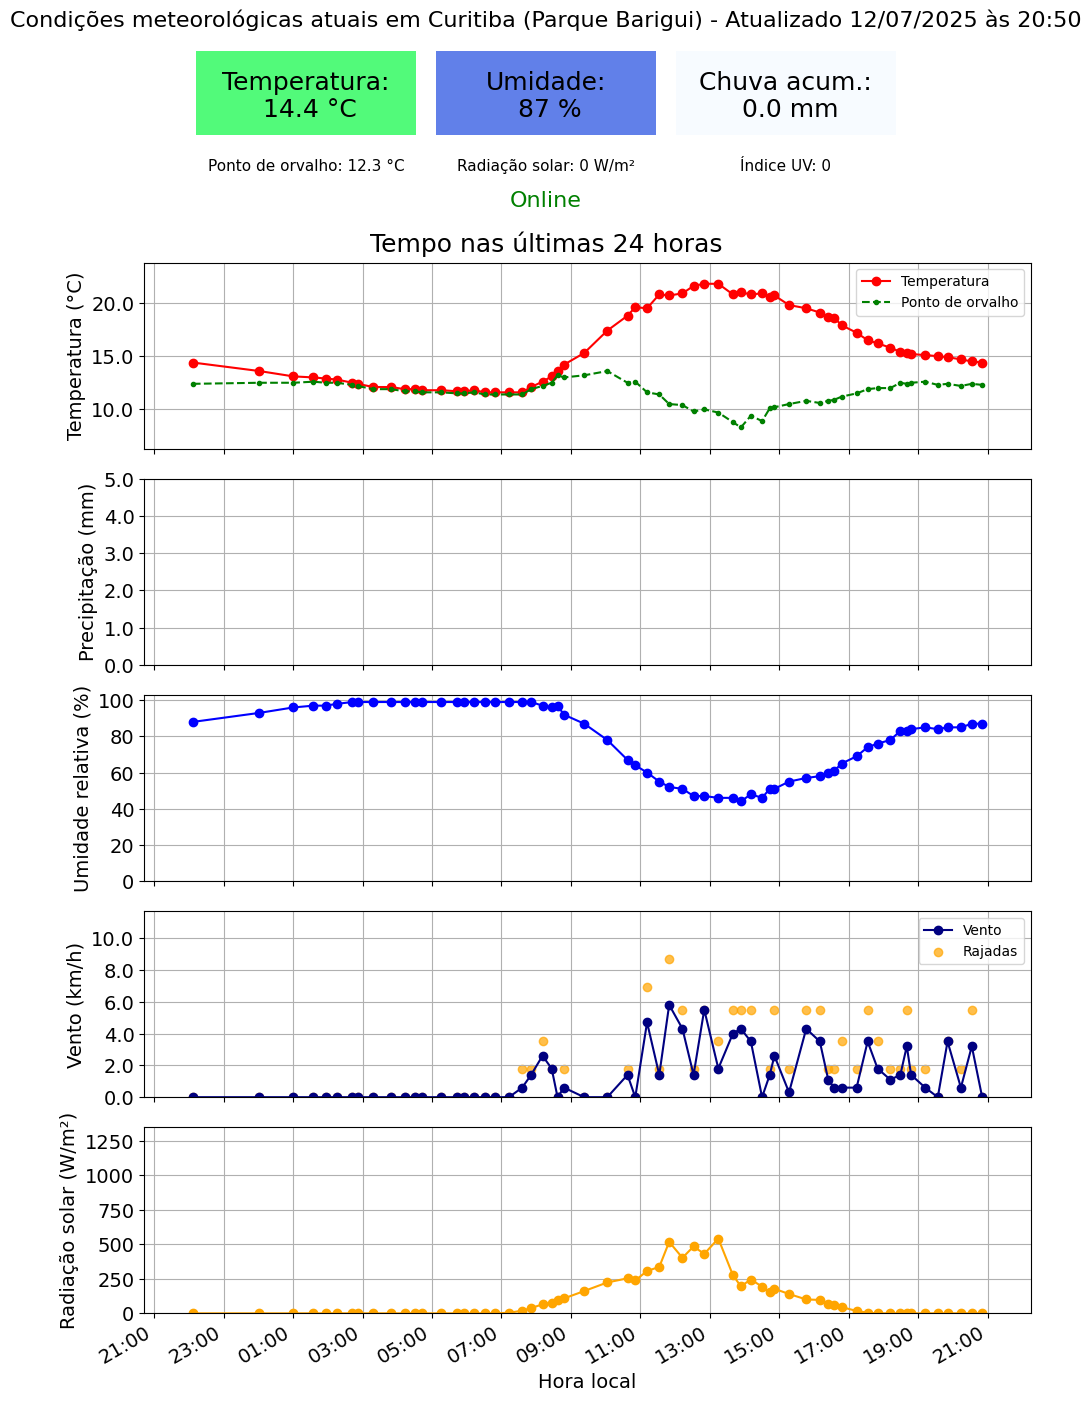 Condições meteorológicas atuais em Curitiba (Parque Barigui) - Atualizado 12/07/2025 às 20:50
Temperatura:
14.4 °C
Umidade:
87 %
Chuva acum.:
0.0 mm
Ponto de orvalho: 12.3 °C
Radiação solar: 0 W/m²
Índice UV: 0
Online
Tempo nas últimas 24 horas
Temperatura (°C)
20.0
15.0
10.0
Temperatura
Ponto de orvalho
Precipitação (mm)
5.0
4.0
3.0
2.0
1.0
0.0
Umidade relativa (%)
100
80
60
40
20
0
Vento (km/h)
10.0
8.0
6.0
4.0
2.0
0.0
Vento
Rajadas
Radiação solar (W/m²)
1250
1000
750
500
250
0
21:00
23:00
01:00
03:00
05:00
07:00
09:00
11:00
13:00
15:00
17:00
19:00
21:00
Hora local